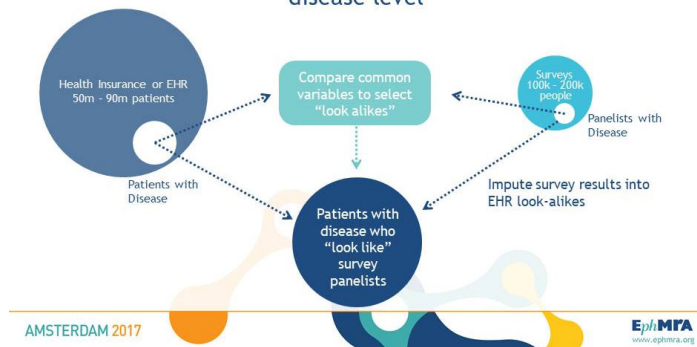 disease level
Health Insurance or EHR
50m - 90m patients
Compare common
variables to select
"look alikes"
Surveys
100k - 200k
people
Panelists with
Disease
Patients with
Disease
Impute survey results into
EHR look-alikes
Patients with
disease who
"look like"
survey
panelists
AMSTERDAM 2017
EphMRA
www.ephmra.org